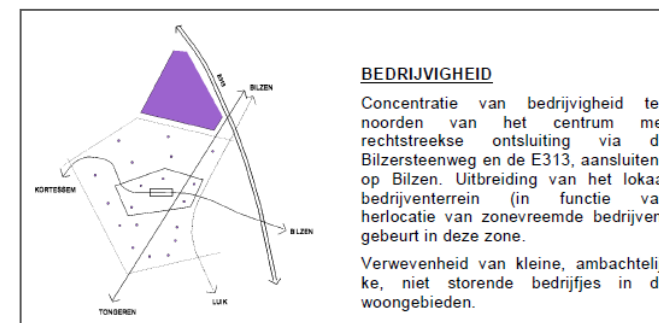 E313
BILZEN
KORTESSEM
BILZEN
LUIK
TONGEREN
BEDRIJVIGHEID
Concentratie van bedrijvigheid te
noorden van het centrum me
rechtstreekse ontsluiting via d
Bilzersteenweg en de E313, aansluiten
op Bilzen. Uitbreiding van het lokaa
bedrijventerrein (in functie va
herlocatie van zonevreemde bedrijven
gebeurt in deze zone.
Verwevenheid van kleine, ambachtelij
ke, niet storende bedrijfjes in d
woongebieden.